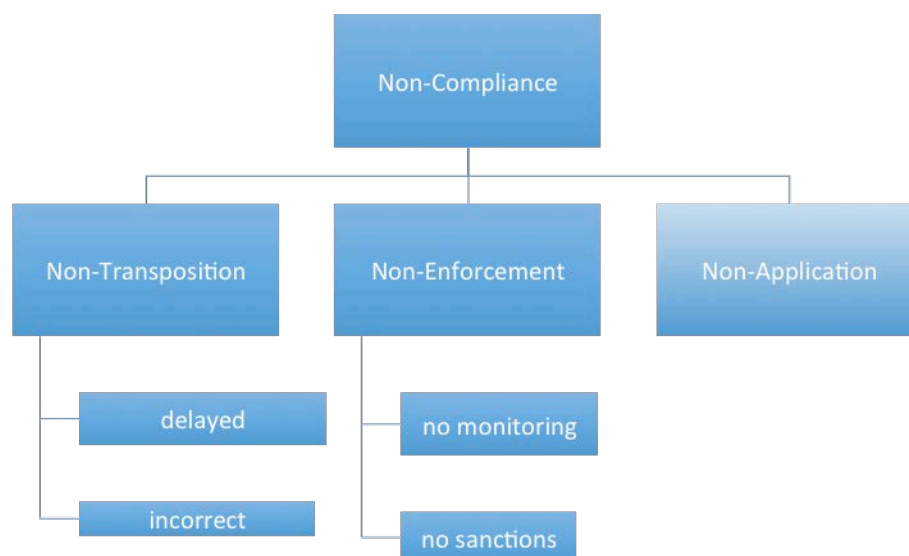 Non-Compliance
Non-Transposition
Non-Enforcement
Non-Application
delayed
no monitoring
incorrect
no sanctions